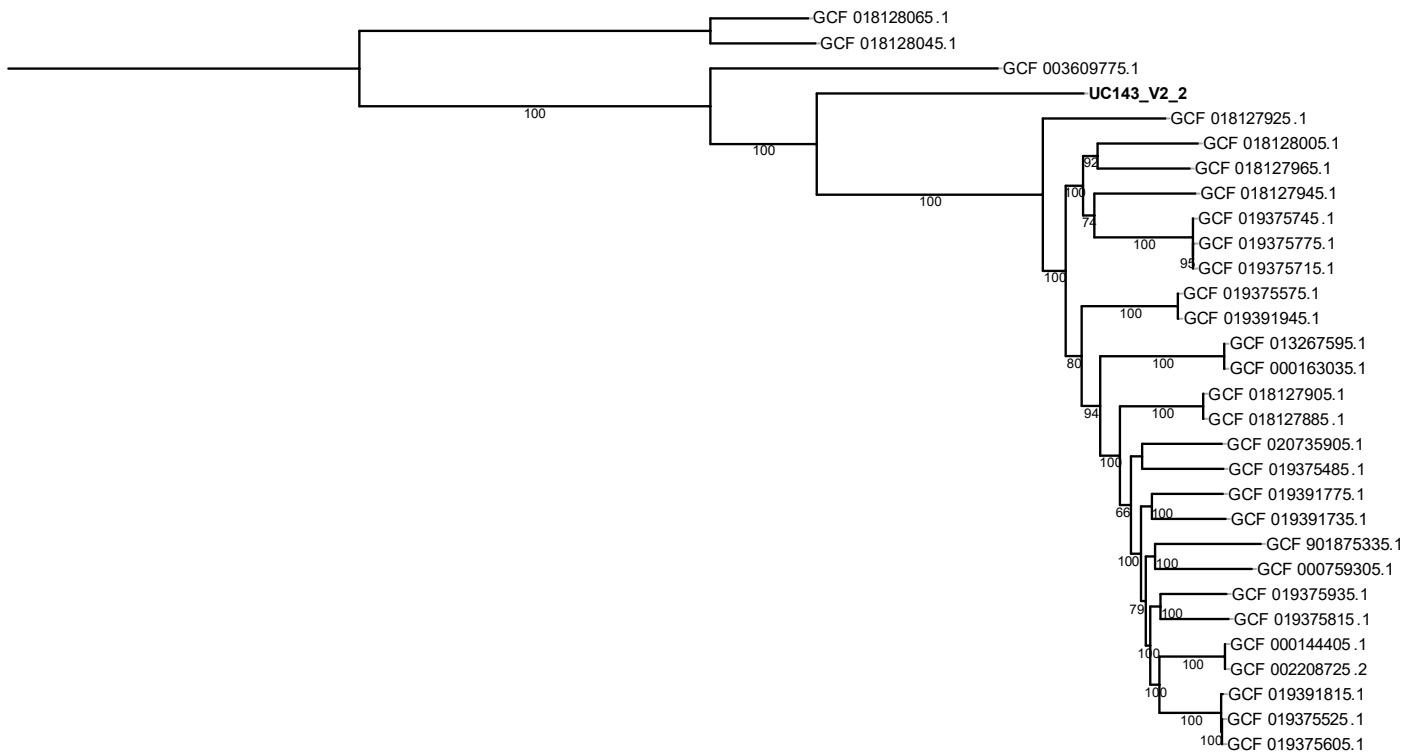 GCF 018128065.1
GCF 018128045.1
GCF 003609775.1
100
UC143_V2_2
100
GCF 018127925.1
GCF 018128005.1
92
GCF 018127965.1
100
GCF 018127945.1
100
74
GCF 019375745.1
100
GCF 019375775.1
95
GCF 019375715.1
100
GCF 019375575.1
100
GCF 019391945.1
GCF 013267595.1
80
100
GCF 000163035.1
GCF 018127905.1
94
100
GCF 018127885.1
GCF 020735905.1
100
GCF 019375485.1
GCF 019391775.1
66
100
GCF 019391735.1
GCF 901875335.1
100
100
GCF 000759305.1
GCF 019375935.1
79
100
GCF 019375815.1
GCF 000144405.1
100
100
GCF 002208725.2
GCF 019391815.1
100
100
GCF 019375525.1
100
GCF 019375605.1